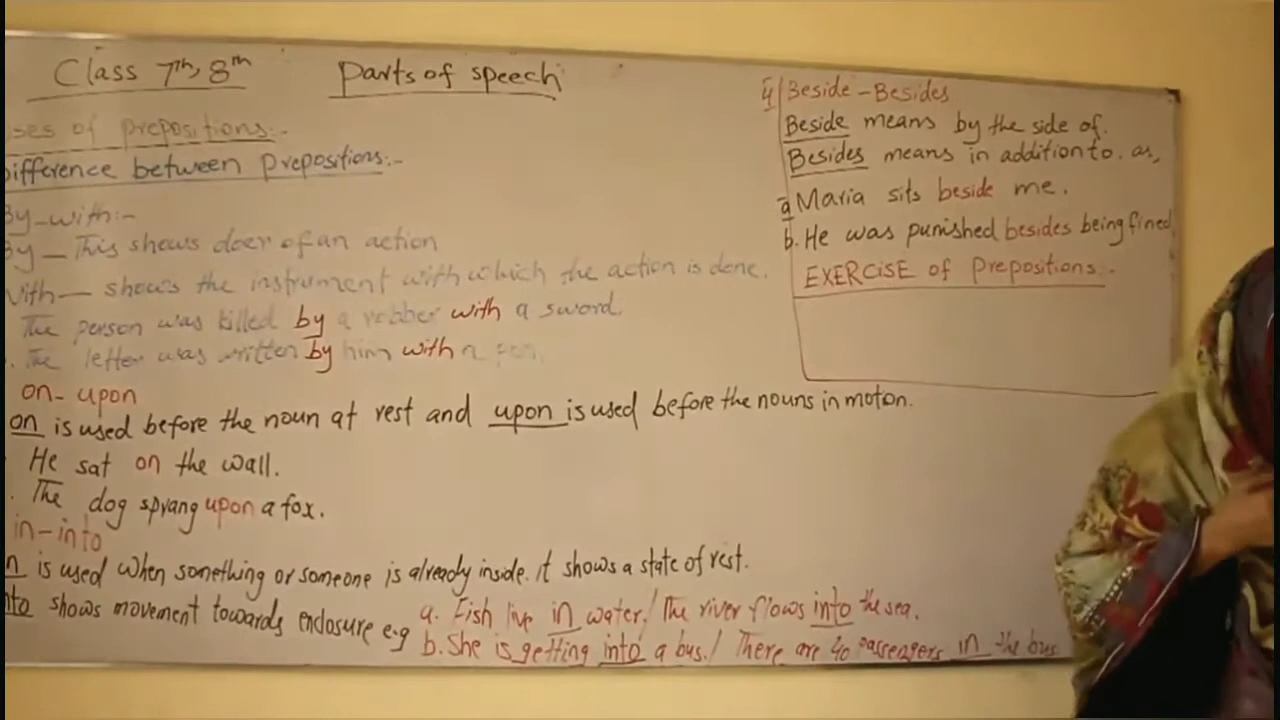 Class 7th, 8th Parts of speech
ses of prepositions:-
Difference between prepositions:-
By-with:-
By - This shows doer of an action
With - shows the instrument with which the action is done.
The person was killed by a robber with a sword.
The letter was written by him with a pen.
on-upon
on is used before the noun at rest and upon is used before the nouns in motion.
He sat on the wall.
The dog sprang upon a fox.
in-into
n is used when something or someone is already inside. it shows a state of rest.
nto shows movement towards enclosure e.g
a. Fish live in water/ The river flows into the sea.
b. She is getting into a bus./ There are 40 passengers in the bus
4/ Beside-Besides
Beside means by the side of.
Besides means in addition to. as,
a Maria sits beside me.
b. He was punished besides being fined.
EXERCISE of Prepositions:-